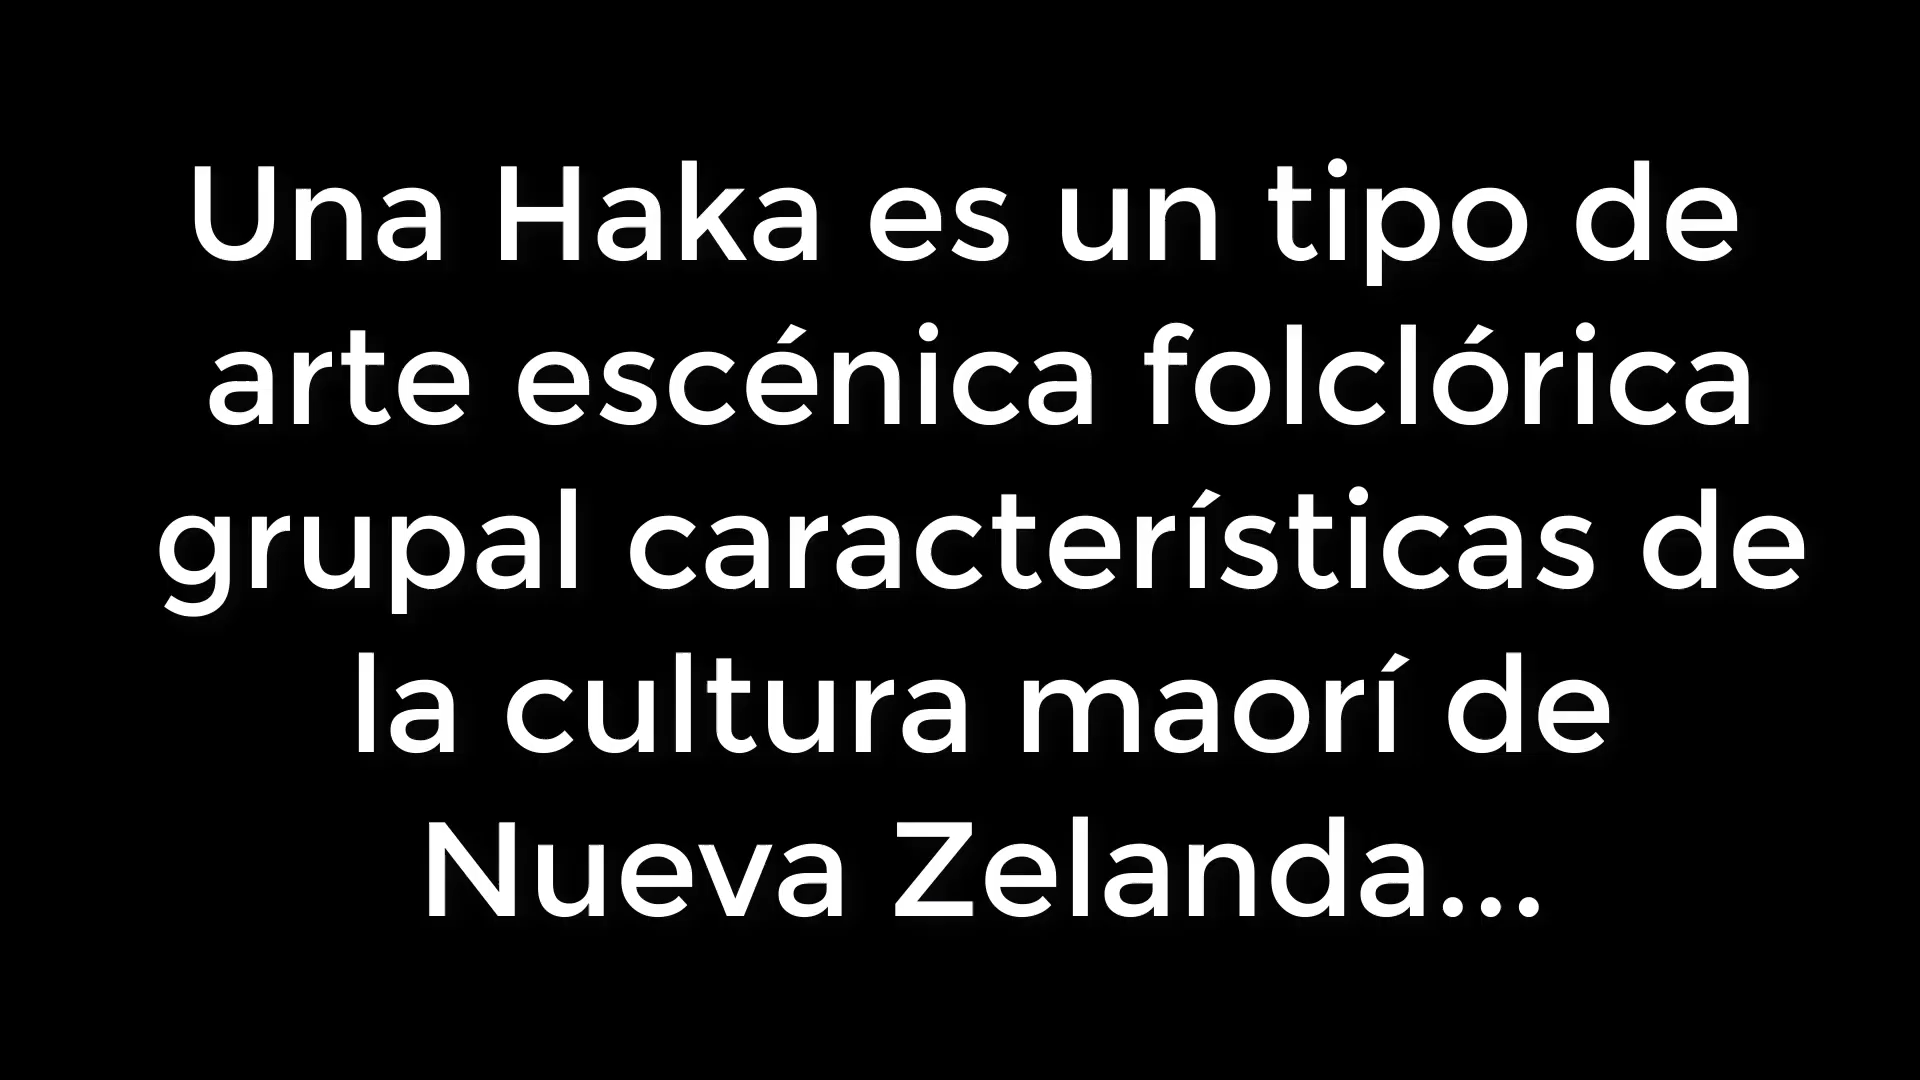 Una Haka es un tipo de
arte escénica folclórica
grupal características de
la cultura maorí de
Nueva Zelanda...